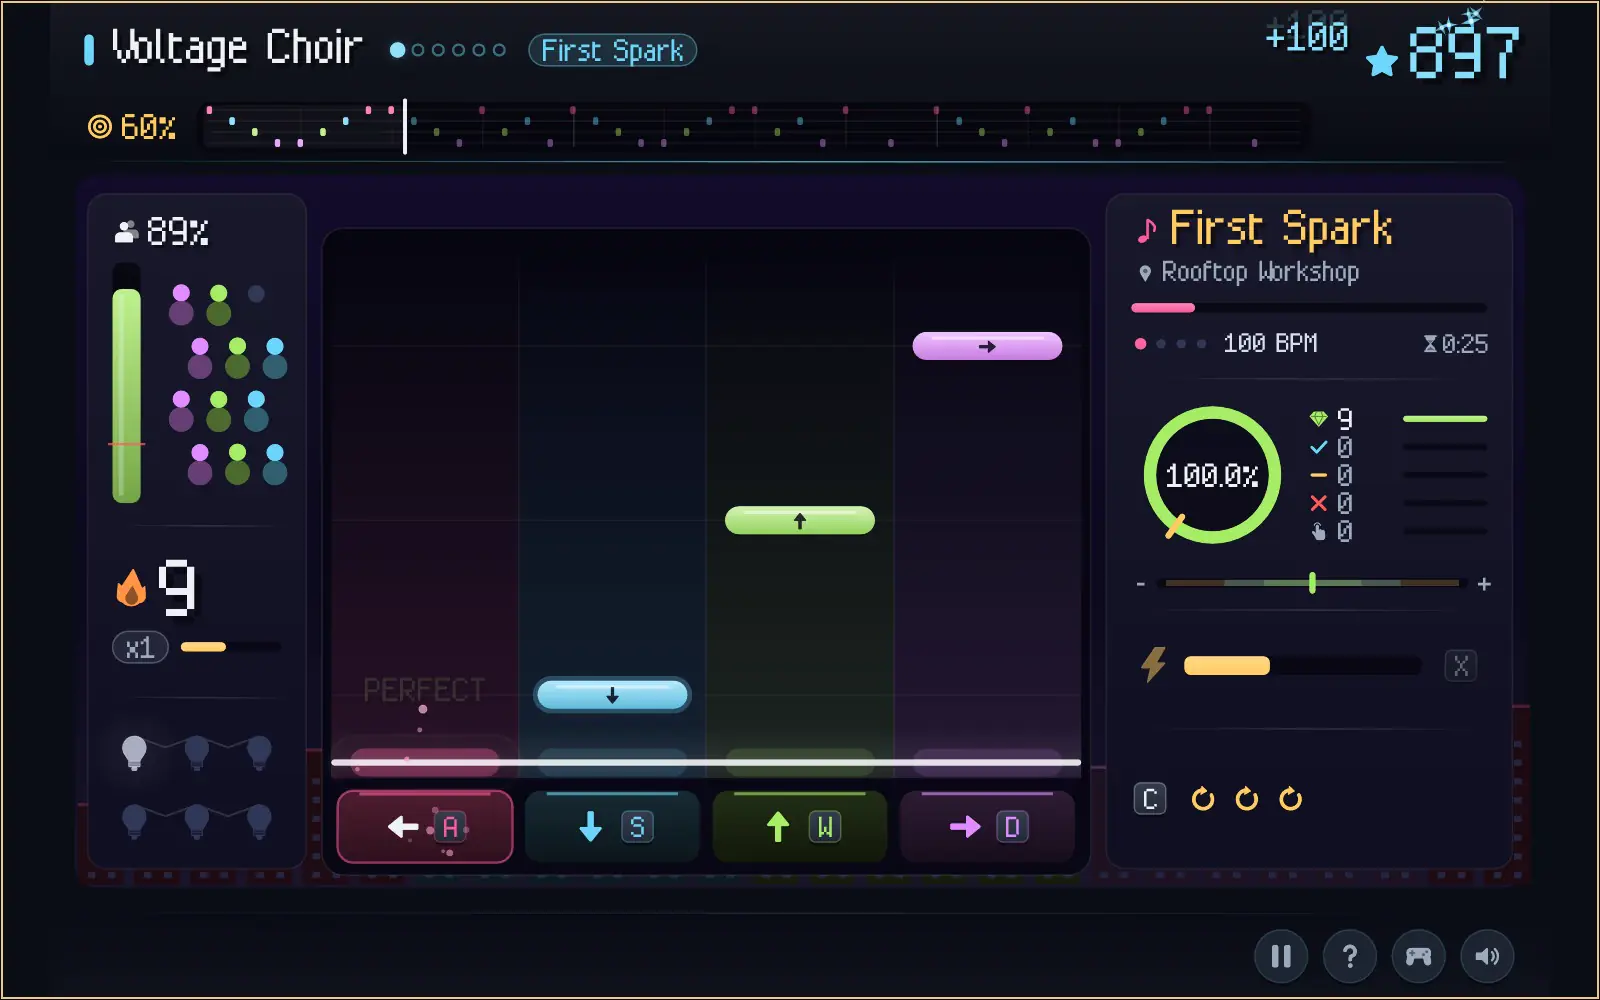 Voltage Choir
First Spark
+100
+100
897
60%
89%
First Spark
Rooftop Workshop
100 BPM
0:25
9
0
0
0
0
100.0%
- +
9
x1
PERFECT
X
C
A
S
W
D
?